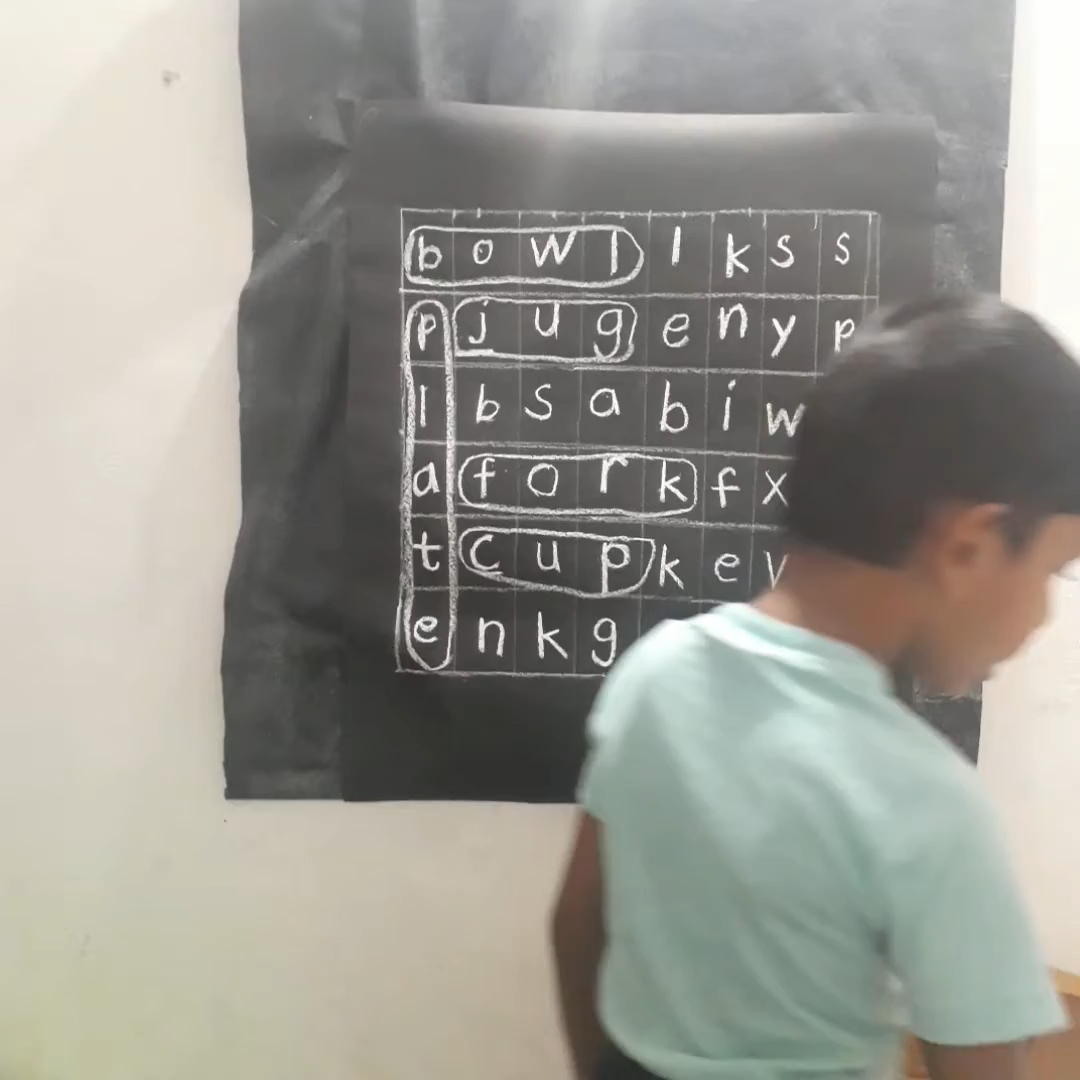 b o w l l k s s
p j u g e n y p
l b s a b i w
a f o r k f x
t c u p k e
e n k g